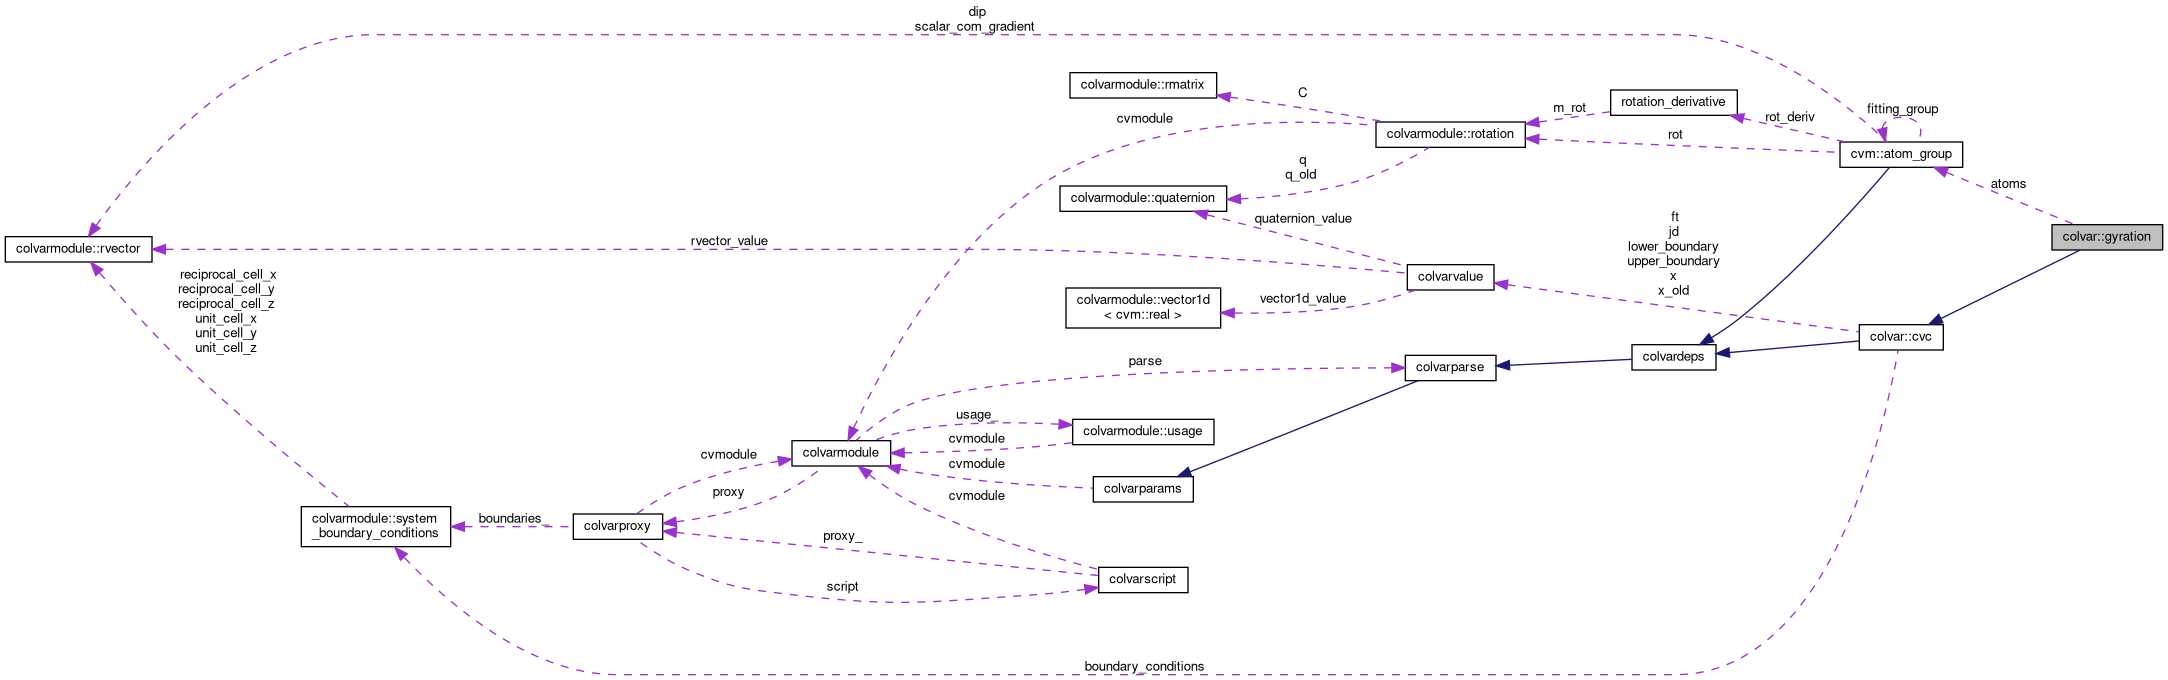 dip
scalar_com_gradient
colvarmodule::rmatrix
C
cvmodule
m_rot
rotation_derivative
fitting_group
rot_deriv
colvarmodule::rotation
rot
cvm::atom_group
q
q_old
atoms
colvarmodule::quaternion
quaternion_value
ft
jd
lower_boundary
upper_boundary
x
x_old
colvar::gyration
colvarmodule::rvector
rvector_value
reciprocal_cell_x
reciprocal_cell_y
reciprocal_cell_z
unit_cell_x
unit_cell_y
unit_cell_z
colvarvalue
colvarmodule::vector1d
< cvm::real >
vector1d_value
colvar::cvc
colvardeps
parse
colvarparse
usage_
colvarmodule::usage
cvmodule
colvarmodule
cvmodule
cvmodule
colvarparams
proxy
cvmodule
colvarmodule::system
_boundary_conditions
boundaries_
colvarproxy
proxy_
script
colvarscript
boundary_conditions